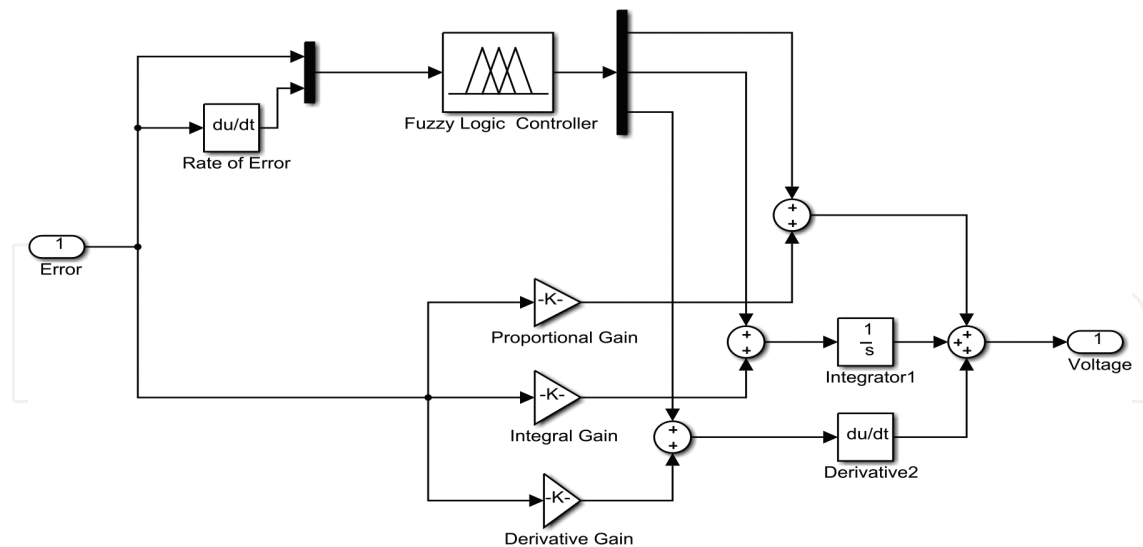 du/dt
Fuzzy Logic  Controller
Rate of Error
+
+
1
Error
-K-
Proportional Gain
+
+
1
s
Integrator1
+
+
+
1
Voltage
-K-
Integral Gain
+
+
du/dt
Derivative2
-K-
Derivative Gain